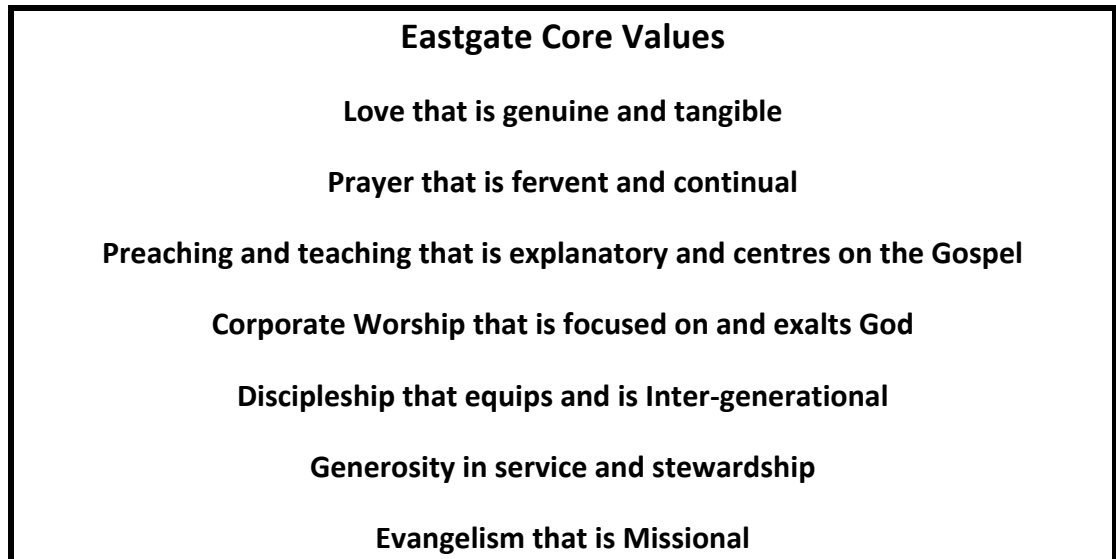 Eastgate Core Values
Love that is genuine and tangible
Prayer that is fervent and continual
Preaching and teaching that is explanatory and centres on the Gospel
Corporate Worship that is focused on and exalts God
Discipleship that equips and is Inter-generational
Generosity in service and stewardship
Evangelism that is Missional